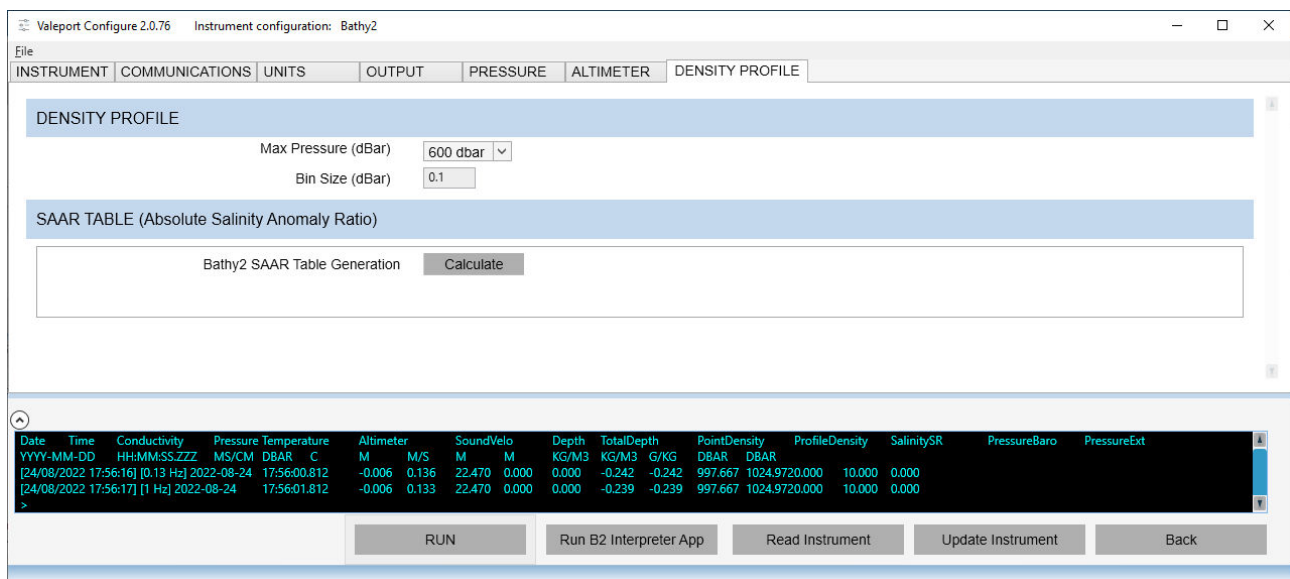 Valeport Configure 2.0.76 Instrument configuration: Bathy2
File
INSTRUMENT COMMUNICATIONS UNITS OUTPUT PRESSURE ALTIMETER DENSITY PROFILE
DENSITY PROFILE
Max Pressure (dBar) 600 dbar
Bin Size (dBar) 0.1
SAAR TABLE (Absolute Salinity Anomaly Ratio)
Bathy2 SAAR Table Generation Calculate
Date Time Conductivity Pressure Temperature Altimeter SoundVelo Depth TotalDepth PointDensity ProfileDensity SalinitySR PressureBaro PressureExt
YYYY-MM-DD HH:MM:SS.ZZZ MS/CM DBAR C M M/S M M KG/M3 KG/M3 G/KG DBAR DBAR
[24/08/2022 17:56:16] [0.13 Hz] 2022-08-24 17:56:00.812 -0.006 0.136 22.470 0.000 0.000 -0.242 -0.242 997.667 1024.9720.000 10.000 0.000
[24/08/2022 17:56:17] [1 Hz] 2022-08-24 17:56:01.812 -0.006 0.133 22.470 0.000 0.000 -0.239 -0.239 997.667 1024.9720.000 10.000 0.000
>
RUN Run B2 Interpreter App Read Instrument Update Instrument Back